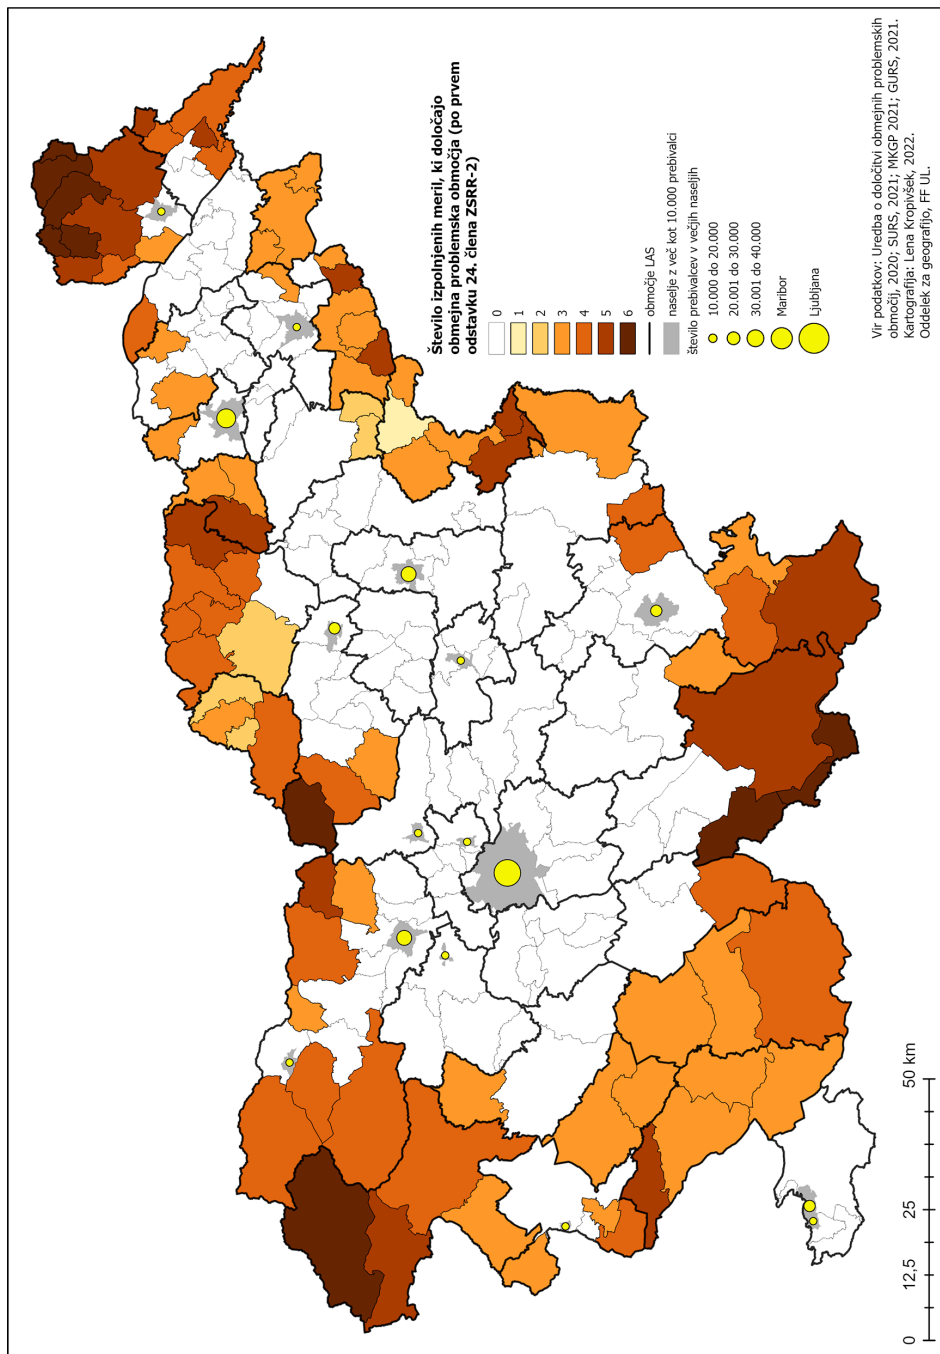 Število izpolnjenih meril, ki določajo
obmejna problemska območja (po prvem
odstavku 24. člena ZSRR-2)
0
1
2
3
4
5
6
območje LAS
naselje z več kot 10.000 prebivalci
število prebivalcev v večjih naseljih
10.000 do 20.000
20.001 do 30.000
30.001 do 40.000
Maribor
Ljubljana
Vir podatkov: Uredba o določitvi obmejnih problemskih
območij, 2020; SURS, 2021; MKGP 2021; GURS, 2021.
Kartografija: Lena Kropivšek, 2022.
Oddelek za geografijo, FF UL.
0 12,5 25 50 km